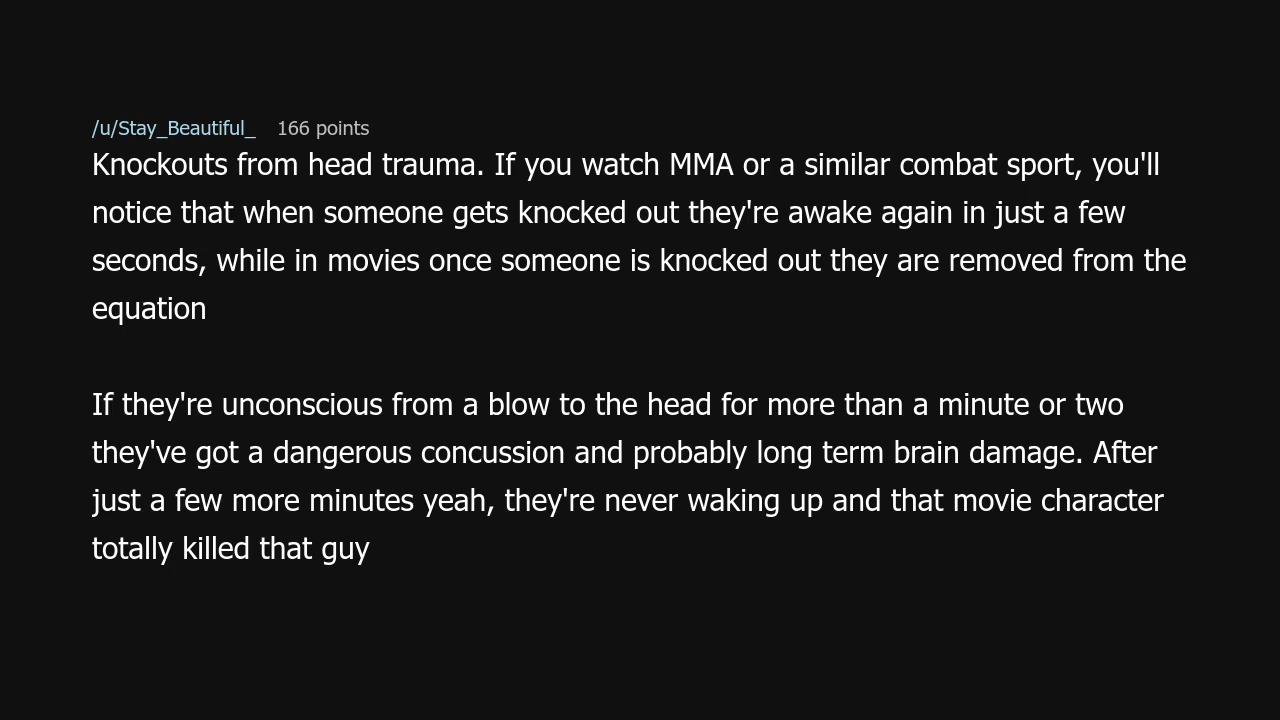 /u/Stay_Beautiful_ 166 points
Knockouts from head trauma. If you watch MMA or a similar combat sport, you'll
notice that when someone gets knocked out they're awake again in just a few
seconds, while in movies once someone is knocked out they are removed from the
equation
If they're unconscious from a blow to the head for more than a minute or two
they've got a dangerous concussion and probably long term brain damage. After
just a few more minutes yeah, they're never waking up and that movie character
totally killed that guy